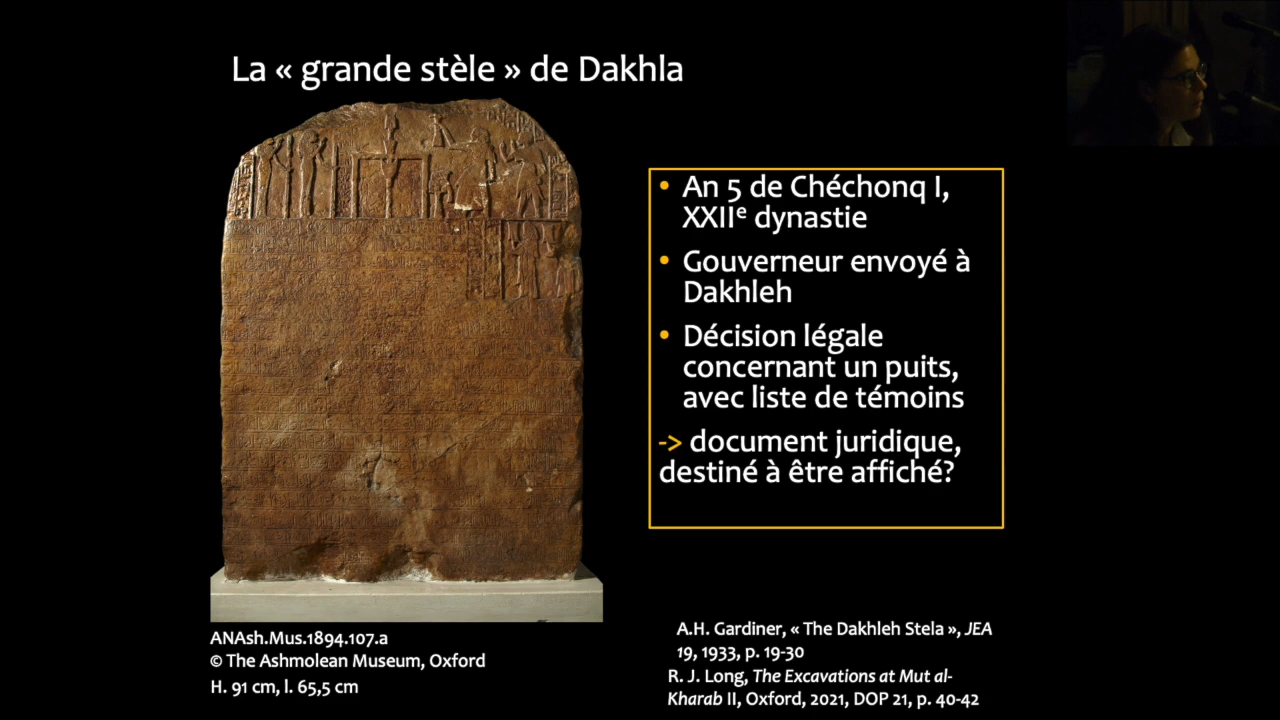 La « grande stèle » de Dakhla
• An 5 de Chéchonq I,
XXIIe dynastie
• Gouverneur envoyé à
Dakhleh
• Décision légale
concernant un puits,
avec liste de témoins
-> document juridique,
destiné à être affiché?
ANAsh.Mus.1894.107.a
© The Ashmolean Museum, Oxford
H. 91 cm, l. 65,5 cm
A.H. Gardiner, « The Dakhleh Stela », JEA
19, 1933, p. 19-30
R. J. Long, The Excavations at Mut al-
Kharab II, Oxford, 2021, DOP 21, p. 40-42